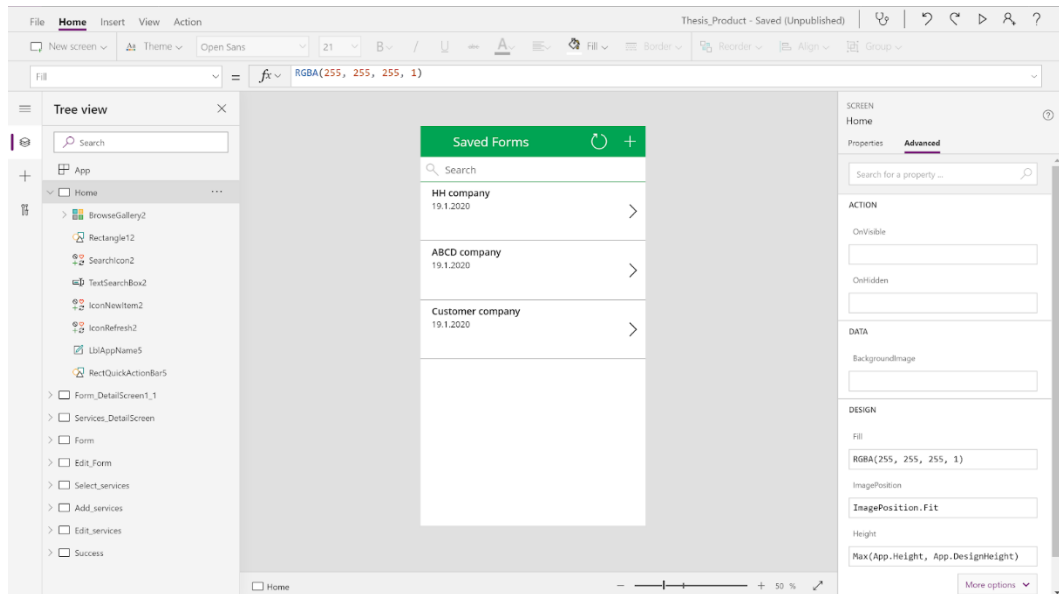 File Home Insert View Action Thesis_Product - Saved (Unpublished)
New screen Theme Open Sans 21 B / U abc A Fill Border Reorder Align Group
Fill = fx RGBA(255, 255, 255, 1)
Tree view
Search
App
Home
BrowseGallery2
Rectangle12
SearchIcon2
TextSearchBox2
IconNewItem2
IconRefresh2
LblAppName5
RectQuickActionBar5
Form_DetailScreen1_1
Services_DetailScreen
Form
Edit_Form
Select_services
Add_services
Edit_services
Success
Saved Forms
Search
HH company
19.1.2020
ABCD company
19.1.2020
Customer company
19.1.2020
Home
50 %
SCREEN
Home
Properties Advanced
Search for a property ...
ACTION
OnVisible
OnHidden
DATA
BackgroundImage
DESIGN
Fill
RGBA(255, 255, 255, 1)
ImagePosition
ImagePosition.Fit
Height
Max(App.Height, App.DesignHeight)
More options